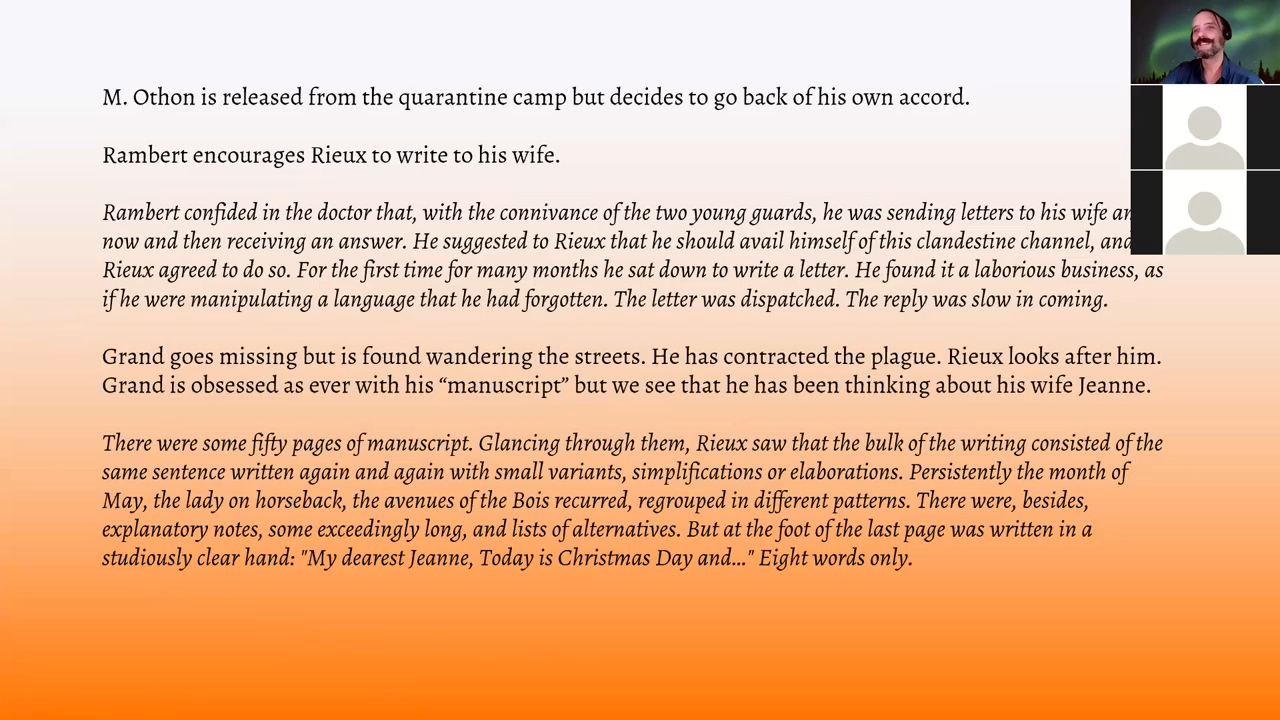 M. Othon is released from the quarantine camp but decides to go back of his own accord.
Rambert encourages Rieux to write to his wife.
Rambert confided in the doctor that, with the connivance of the two young guards, he was sending letters to his wife
now and then receiving an answer. He suggested to Rieux that he should avail himself of this clandestine channel, and
Rieux agreed to do so. For the first time for many months he sat down to write a letter. He found it a laborious business, as
if he were manipulating a language that he had forgotten. The letter was dispatched. The reply was slow in coming.
Grand goes missing but is found wandering the streets. He has contracted the plague. Rieux looks after him.
Grand is obsessed as ever with his “manuscript” but we see that he has been thinking about his wife Jeanne.
There were some fifty pages of manuscript. Glancing through them, Rieux saw that the bulk of the writing consisted of the
same sentence written again and again with small variants, simplifications or elaborations. Persistently the month of
May, the lady on horseback, the avenues of the Bois recurred, regrouped in different patterns. There were, besides,
explanatory notes, some exceedingly long, and lists of alternatives. But at the foot of the last page was written in a
studiously clear hand: "My dearest Jeanne, Today is Christmas Day and..." Eight words only.